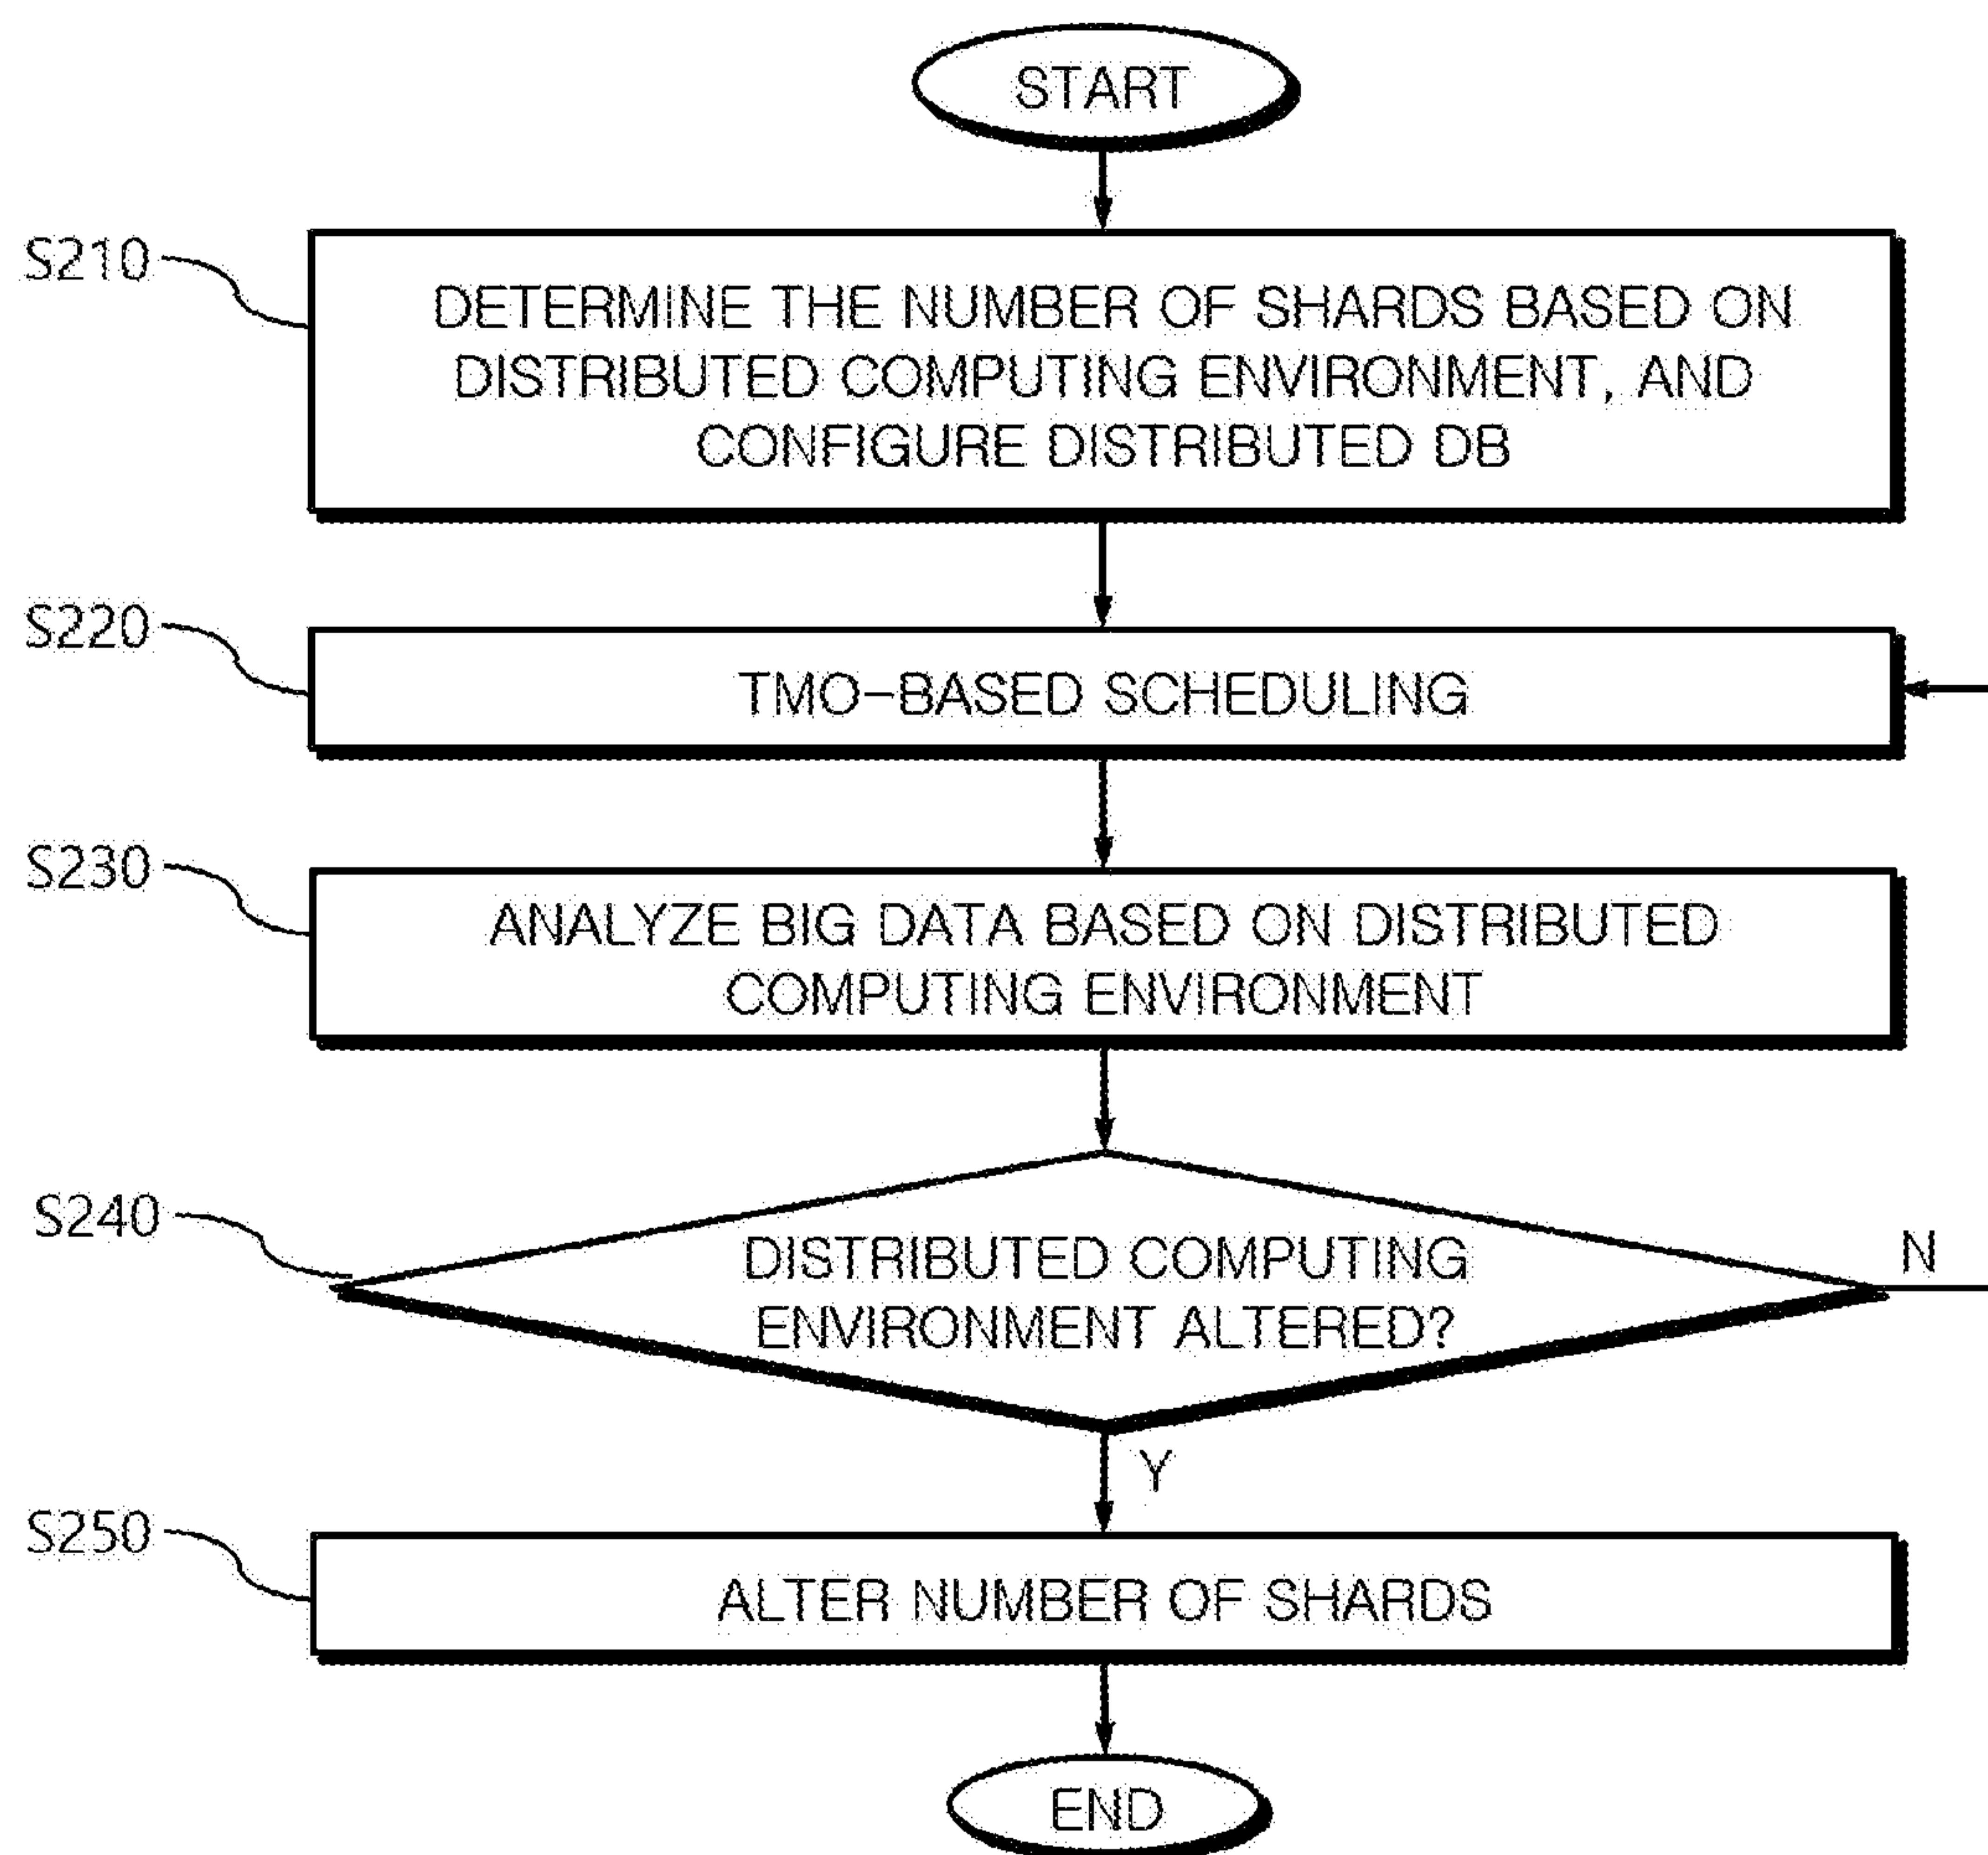 START
S210
DETERMINE THE NUMBER OF SHARDS BASED ON
DISTRIBUTED COMPUTING ENVIRONMENT, AND
CONFIGURE DISTRIBUTED DB
S220
TMO-BASED SCHEDULING
S230
ANALYZE BIG DATA BASED ON DISTRIBUTED
COMPUTING ENVIRONMENT
S240
DISTRIBUTED COMPUTING
ENVIRONMENT ALTERED?
N
Y
S250
ALTER NUMBER OF SHARDS
END